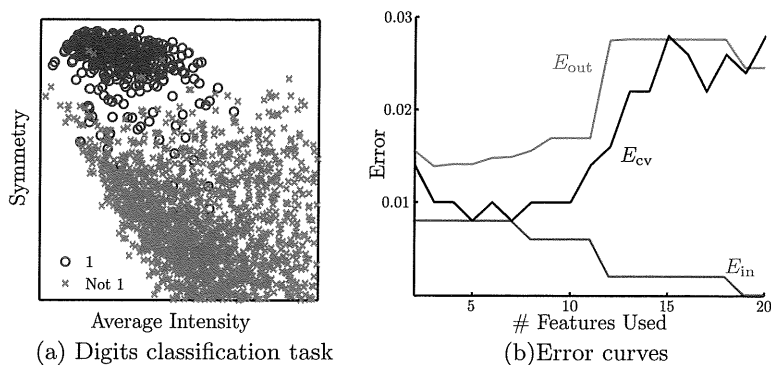 Symmetry
1
Not 1
Average Intensity
(a) Digits classification task
0.03
0.02
0.01
Error
E_out
E_cv
E_in
5
10
15
20
# Features Used
(b)Error curves